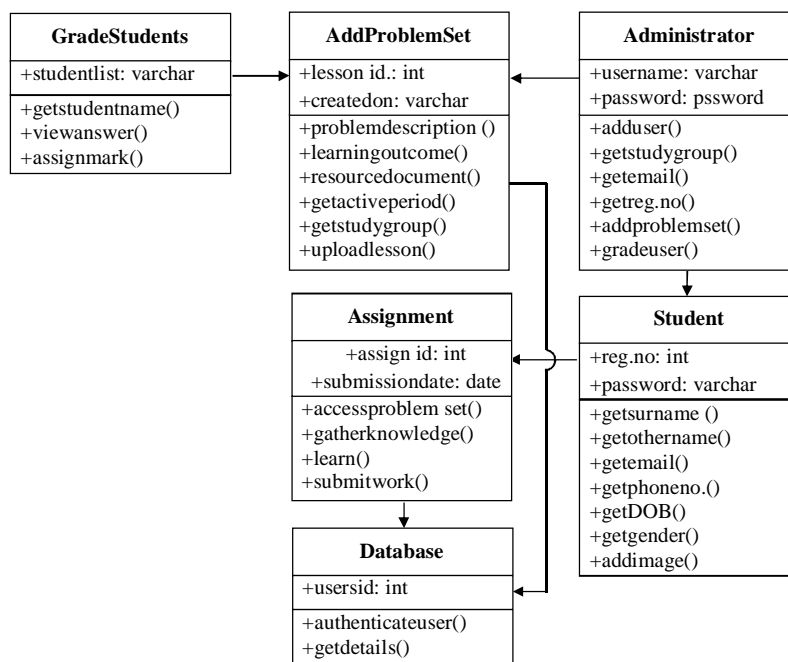 GradeStudents
+studentlist: varchar
+getstudentname()
+viewanswer()
+assignmark()
AddProblemSet
+lesson id.: int
+createdon: varchar
+problemdescription ()
+learningoutcome()
+resourcedocument()
+getactiveperiod()
+getstudygroup()
+uploadlesson()
Administrator
+username: varchar
+password: pssword
+adduser()
+getstudygroup()
+getemail()
+getreg.no()
+addproblemset()
+gradeuser()
Assignment
+assign id: int
+submissiondate: date
+accessproblem set()
+gatherknowledge()
+learn()
+submitwork()
Student
+reg.no: int
+password: varchar
+getsurname ()
+getothername()
+getemail()
+getphoneno.()
+getDOB()
+getgender()
+addimage()
Database
+usersid: int
+authenticateuser()
+getdetails()